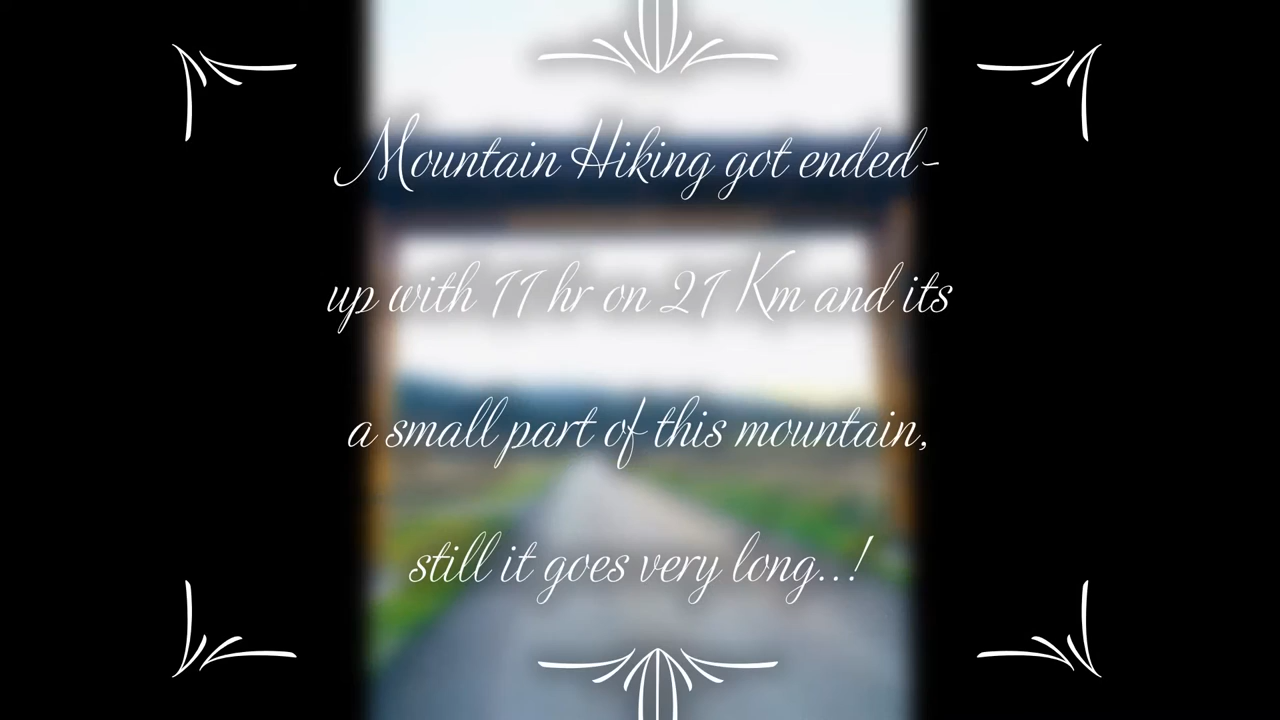 Mountain Hiking got ended-
up with 11 hr on 21 Km and its
a small part of this mountain,
still it goes very long..!